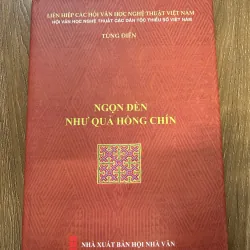 LIÊN HIỆP CÁC HỘI VĂN HỌC NGHỆ THUẬT VIỆT NAM
HỘI VĂN HỌC NGHỆ THUẬT CÁC DÂN TỘC THIỂU SỐ VIỆT NAM
TÙNG ĐIỂN
NGỌN ĐÈN
NHƯ QUẢ HỒNG CHÍN
NHÀ XUẤT BẢN HỘI NHÀ VĂN